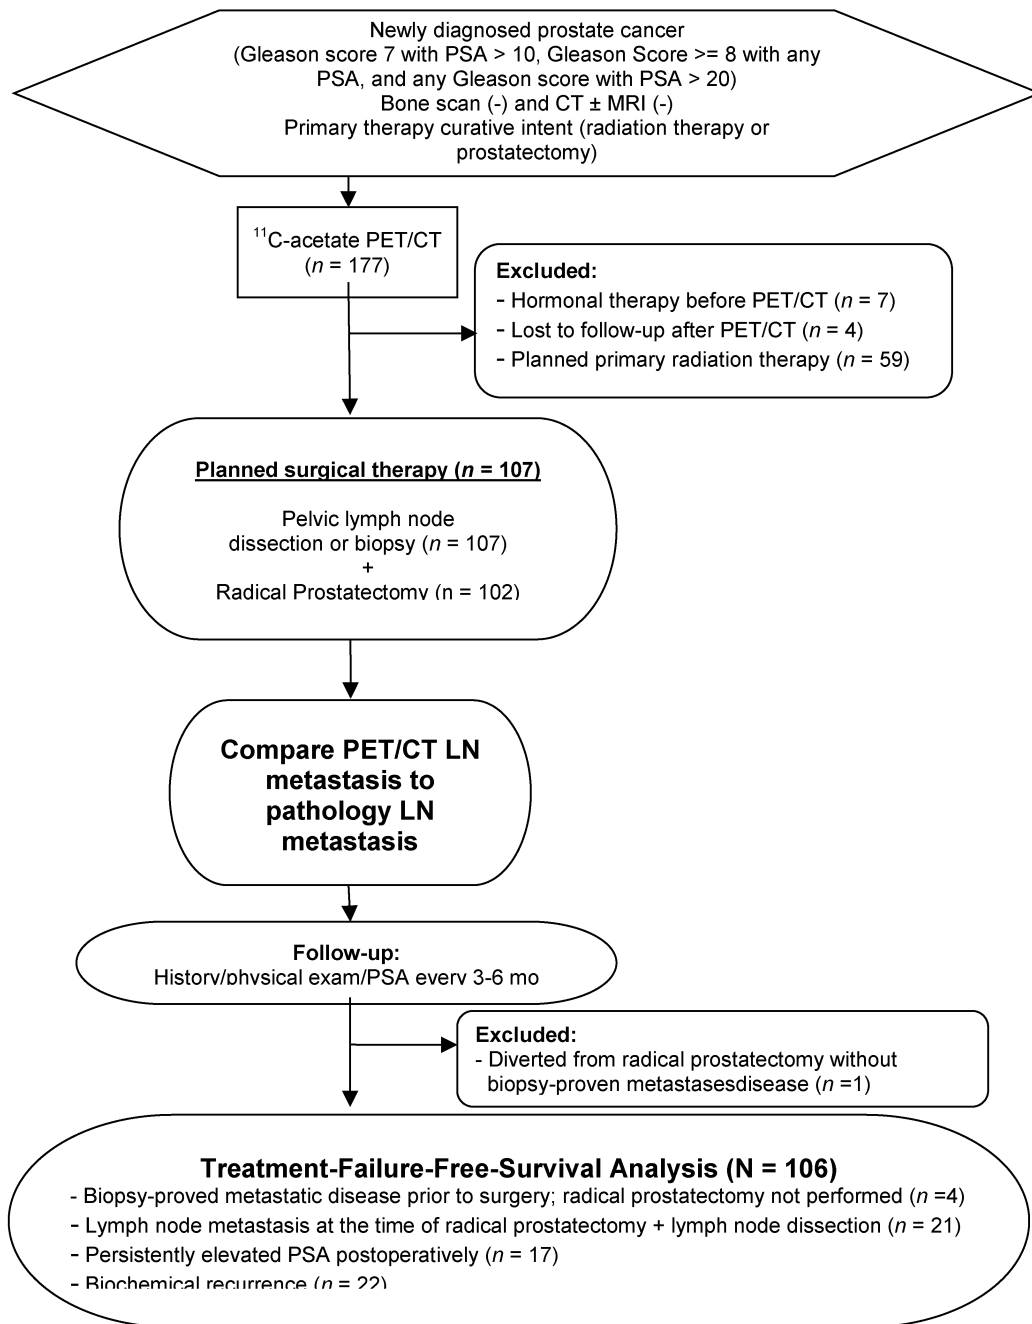 Newly diagnosed prostate cancer
(Gleason score 7 with PSA > 10, Gleason Score >= 8 with any
PSA, and any Gleason score with PSA > 20)
Bone scan (-) and CT ± MRI (-)
Primary therapy curative intent (radiation therapy or
prostatectomy)
¹¹C-acetate PET/CT
(n = 177)
Excluded:
- Hormonal therapy before PET/CT (n = 7)
- Lost to follow-up after PET/CT (n = 4)
- Planned primary radiation therapy (n = 59)
Planned surgical therapy (n = 107)
Pelvic lymph node
dissection or biopsy (n = 107)
+
Radical Prostatectomy (n = 102)
Compare PET/CT LN
metastasis to
pathology LN
metastasis
Follow-up:
History/physical exam/PSA every 3-6 mo
Excluded:
- Diverted from radical prostatectomy without
biopsy-proven metastasesdisease (n =1)
Treatment-Failure-Free-Survival Analysis (N = 106)
- Biopsy-proved metastatic disease prior to surgery; radical prostatectomy not performed (n =4)
- Lymph node metastasis at the time of radical prostatectomy + lymph node dissection (n = 21)
- Persistently elevated PSA postoperatively (n = 17)
- Biochemical recurrence (n = 22)